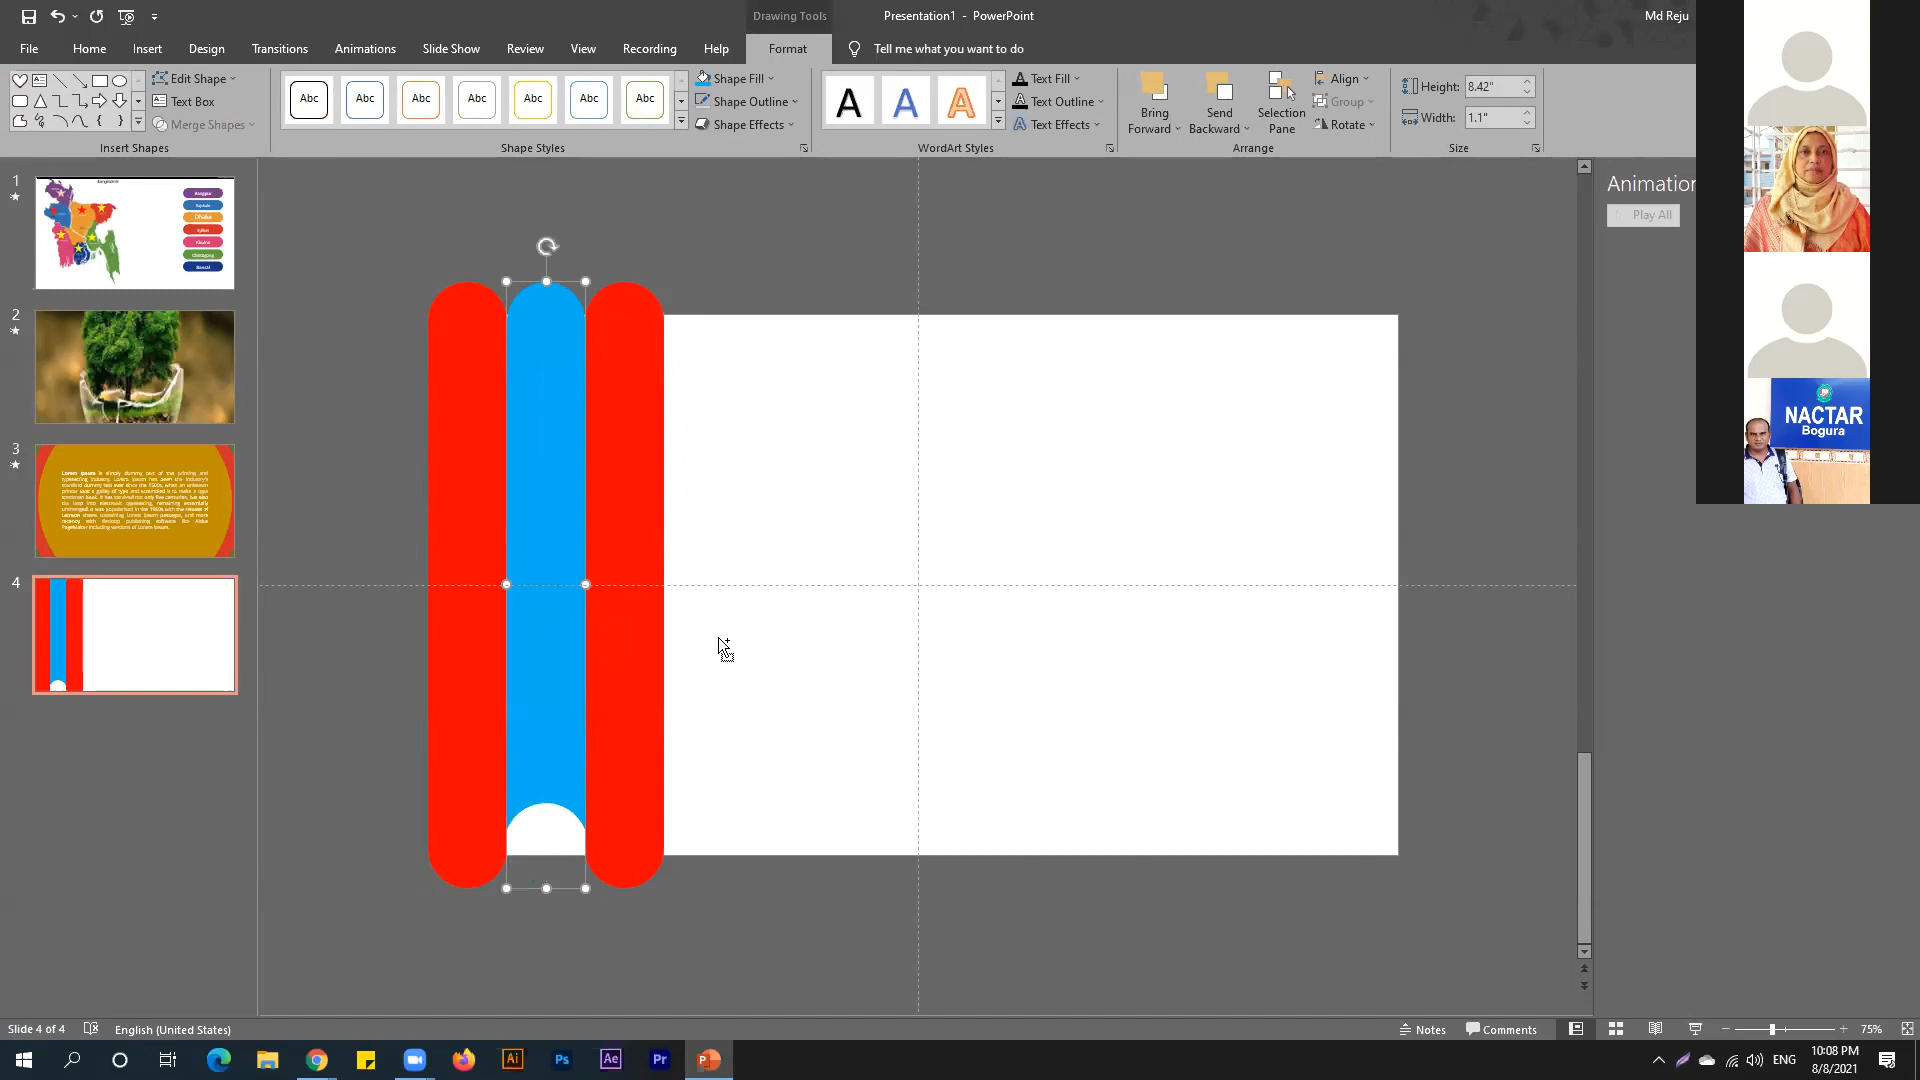 Drawing Tools
Presentation1 - PowerPoint
Md Reju
File
Home
Insert
Design
Transitions
Animations
Slide Show
Review
View
Recording
Help
Format
Tell me what you want to do
Edit Shape
Text Box
Merge Shapes
Insert Shapes
Abc
Abc
Abc
Abc
Abc
Abc
Abc
Shape Fill
Shape Outline
Shape Effects
Shape Styles
A
A
A
Text Fill
Text Outline
Text Effects
WordArt Styles
Bring
Forward
Send
Backward
Selection
Pane
Align
Group
Rotate
Arrange
Height:
8.42"
Width:
1.1"
Size
1
2
3
4
Dhaka
Animation
Play All
NACTAR
Bogura
Slide 4 of 4
English (United States)
Notes
Comments
75%
Ai
Ps
Ae
Pr
P
ENG
10:08 PM
8/8/2021